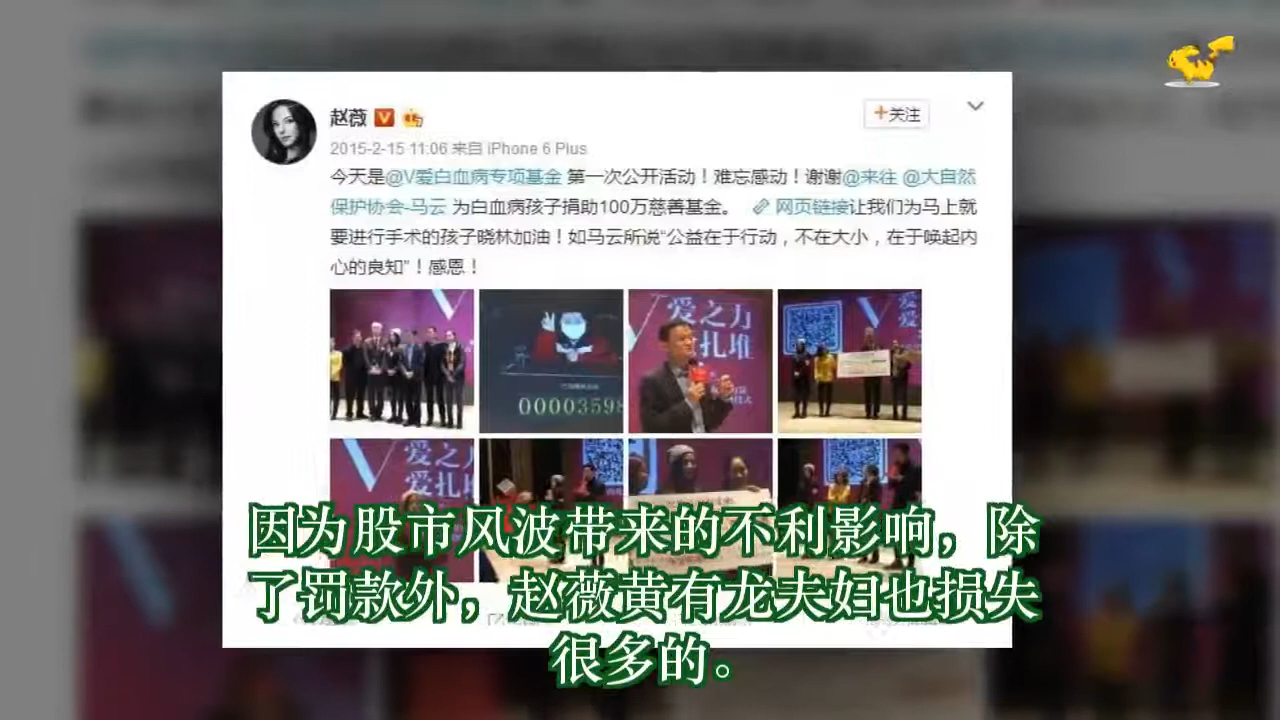 赵薇
+关注
2015-2-15 11:06 来自 iPhone 6 Plus
今天是@V爱白血病专项基金 第一次公开活动！难忘感动！谢谢@来往 @大自然
保护协会-马云 为白血病孩子捐助100万慈善基金。 网页链接让我们为马上就
要进行手术的孩子晓林加油！如马云所说“公益在于行动，不在大小，在于唤起内
心的良知”！感恩！
00003598
爱之力
扎堆
爱之力
爱扎堆
因为股市风波带来的不利影响，除
了罚款外，赵薇黄有龙夫妇也损失
很多的。